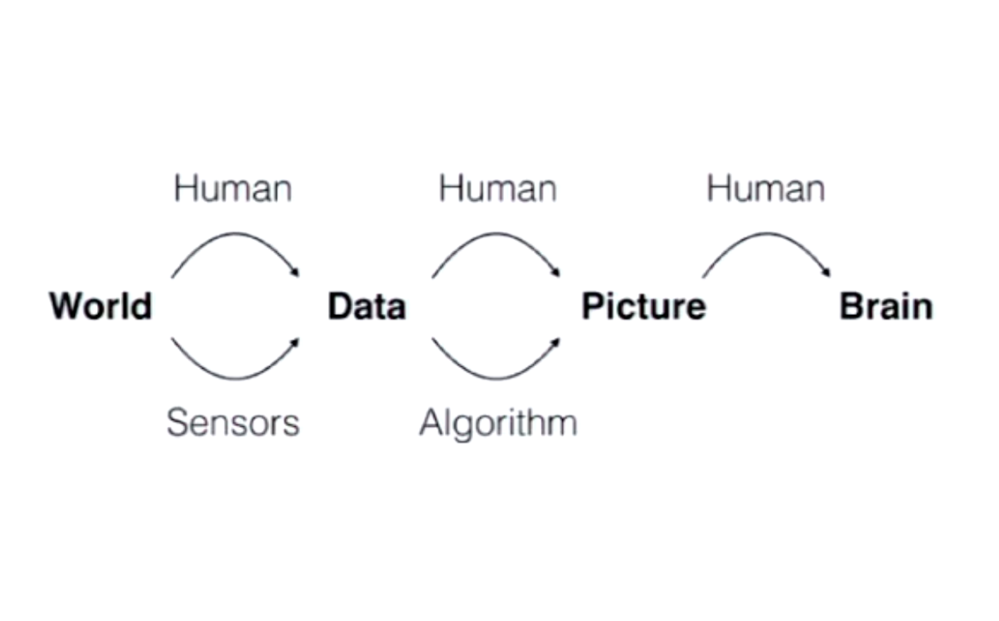 Human Human Human
World Data Picture Brain
Sensors Algorithm